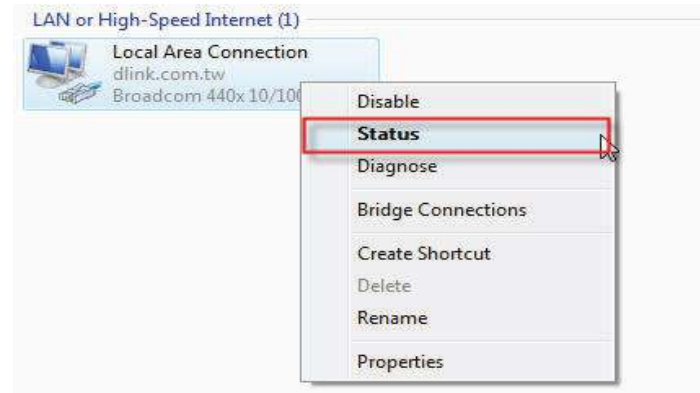 LAN or High-Speed Internet (1)
Local Area Connection
dlink.com.tw
Broadcom 440x 10/100
Disable
Status
Diagnose
Bridge Connections
Create Shortcut
Delete
Rename
Properties